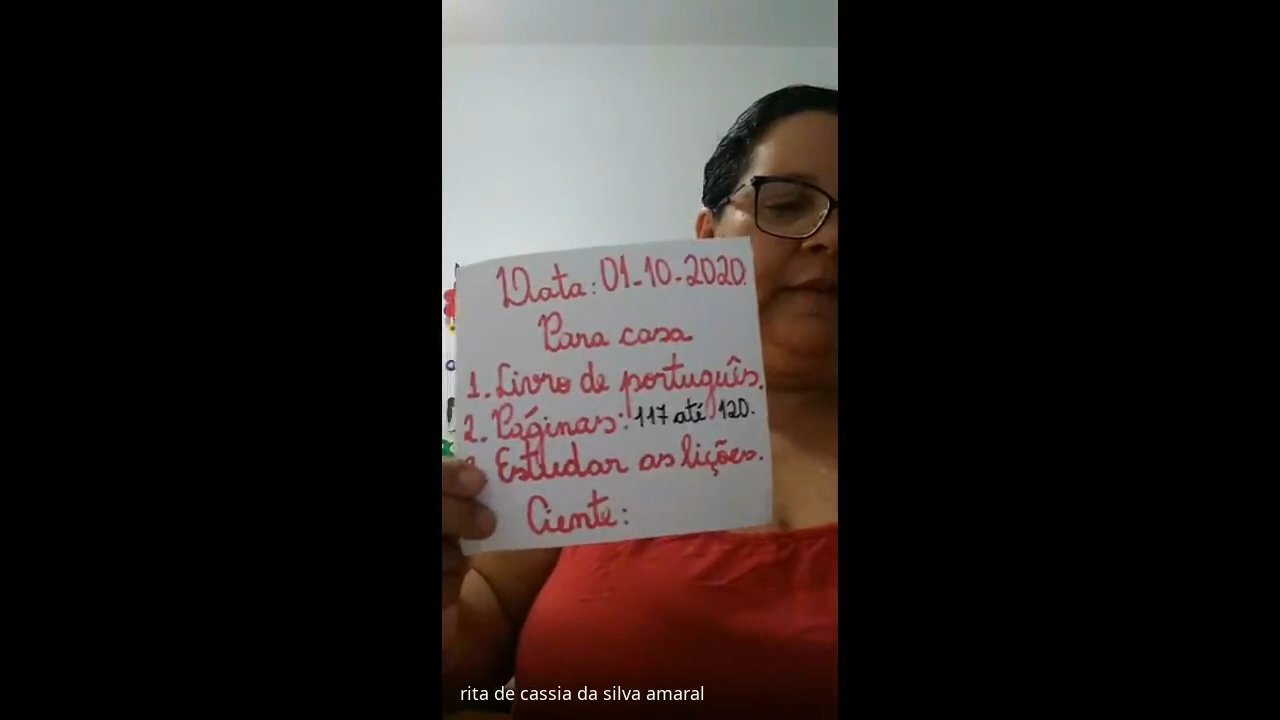 Data: 01-10-2020.
Para casa
1. Livro de português.
2. Páginas: 117 até 120.
Estudar as lições.
Ciente:
rita de cassia da silva amaral